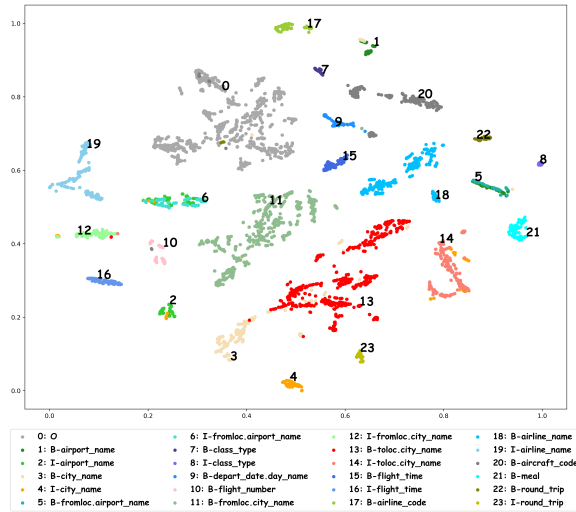 1.0
0.8
0.6
0.4
0.2
0.0
0.0 0.2 0.4 0.6 0.8 1.0
17
1
7
0
20
9
22
19
15
8
5
18
6
11
12
21
10
14
16
2
13
3
23
4
0: O
1: B-airport_name
2: I-airport_name
3: B-city_name
4: I-city_name
5: B-fromloc.airport_name
6: I-fromloc.airport_name
7: B-class_type
8: I-class_type
9: B-depart_date.day_name
10: B-flight_number
11: B-fromloc.city_name
12: I-fromloc.city_name
13: B-toloc.city_name
14: I-toloc.city_name
15: B-flight_time
16: I-flight_time
17: B-airline_code
18: B-airline_name
19: I-airline_name
20: B-aircraft_code
21: B-meal
22: B-round_trip
23: I-round_trip